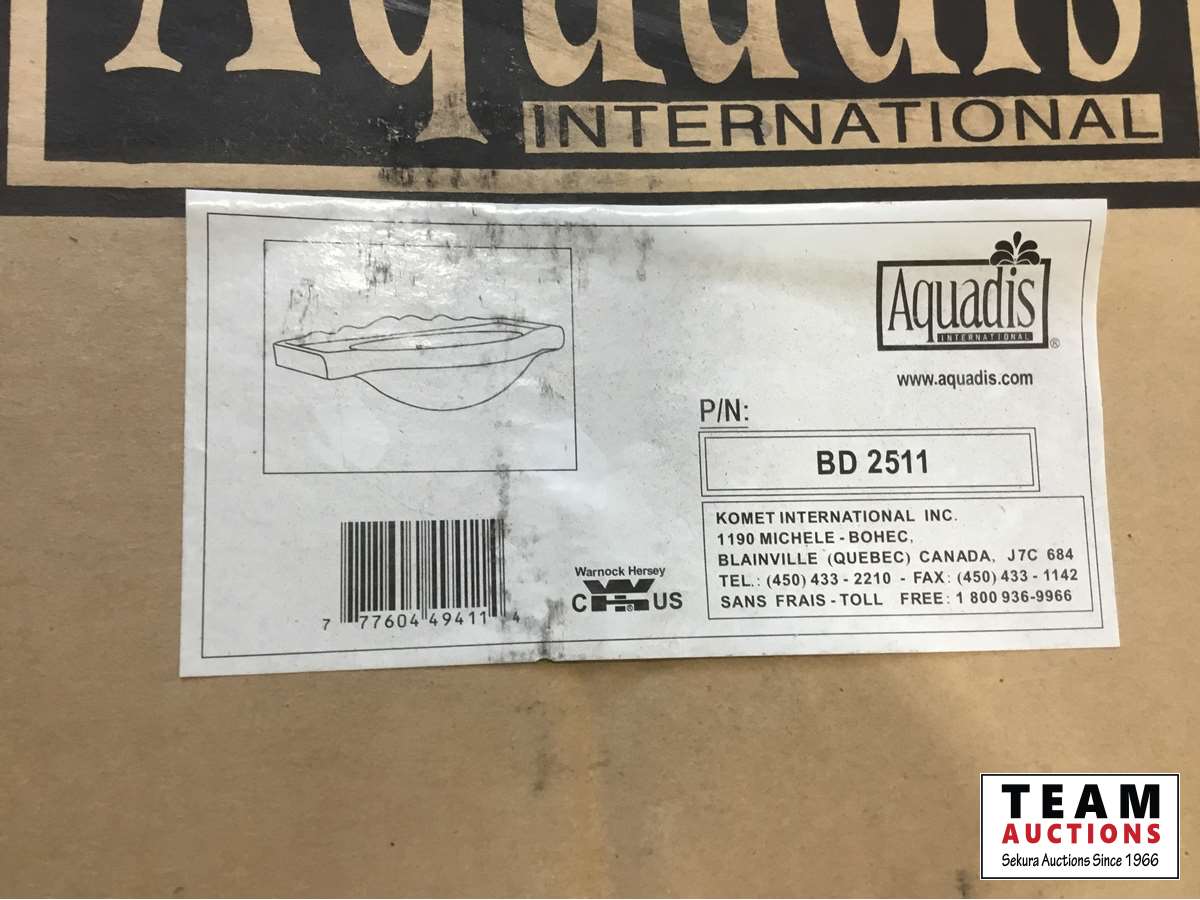 Aquadis
INTERNATIONAL
Aquadis
INTERNATIONAL
®
www.aquadis.com
P/N:
BD 2511
KOMET INTERNATIONAL INC.
1190 MICHELE - BOHEC,
BLAINVILLE (QUEBEC) CANADA, J7C 684
TEL.: (450) 433 - 2210 - FAX: (450) 433 - 1142
SANS FRAIS - TOLL FREE: 1 800 936-9966
Warnock Hersey
C WH ® US
7 77604 49411 4
TEAM
AUCTIONS
Sekura Auctions Since 1966